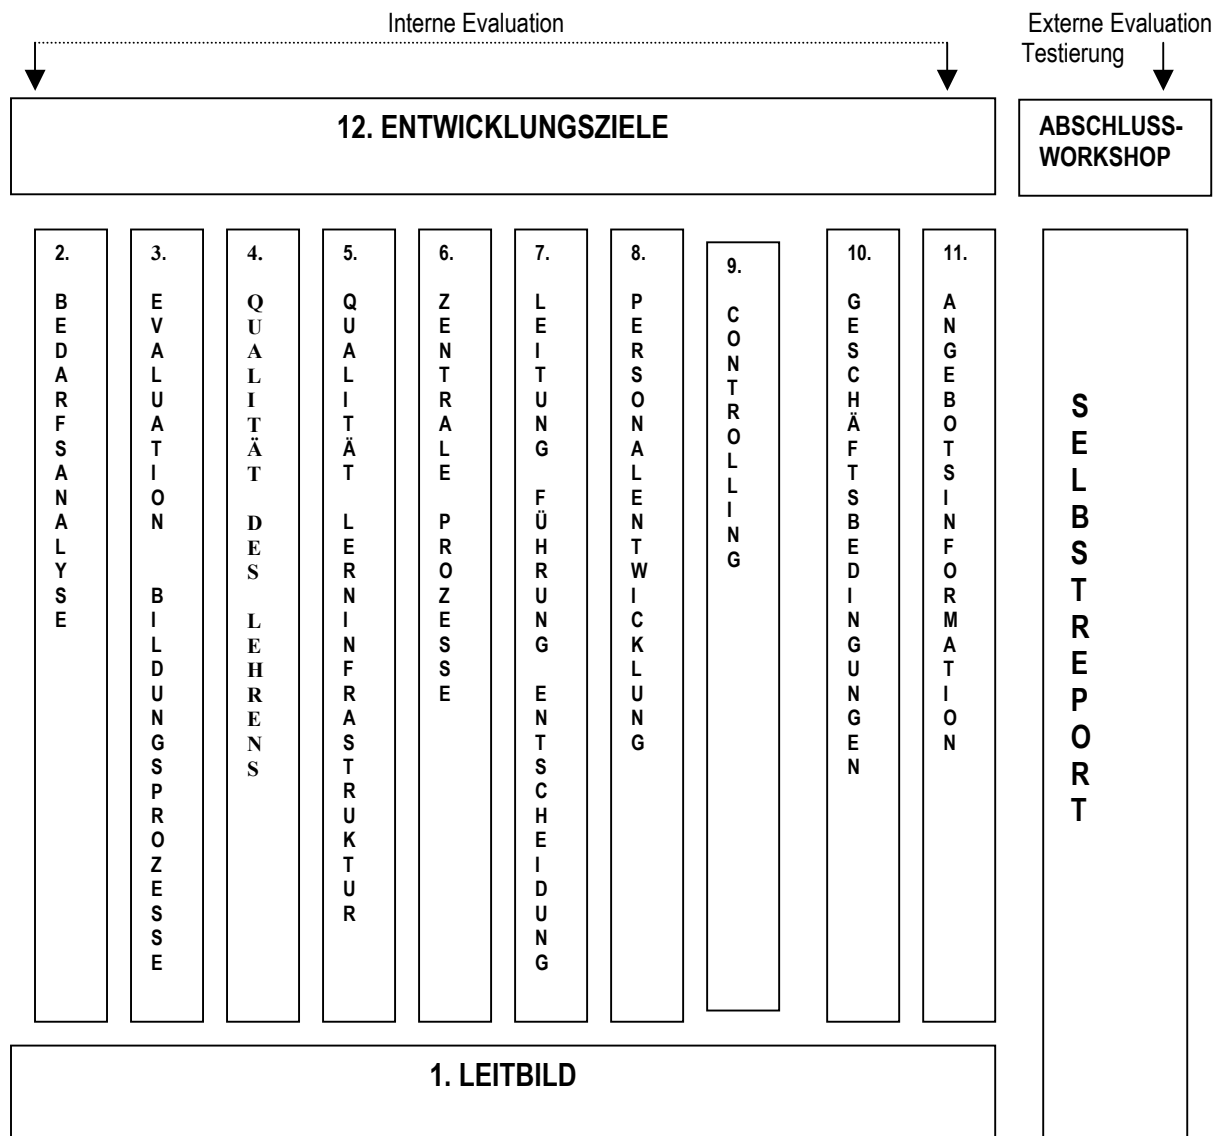 Interne Evaluation
Externe Evaluation
Testierung
12. ENTWICKLUNGSZIELE
ABSCHLUSS-
WORKSHOP
2.
BEDARFSANALYSE
3.
EVALUATION BILDUNGSPROZESSE
4.
QUALITÄT DES LEHRENS
5.
QUALITÄT LERNINFRASTRUKTUR
6.
ZENTRALE PROZESSE
7.
LEITUNG FÜHRUNG ENTSCHEIDUNG
8.
PERSONALENTWICKLUNG
9.
CONTROLLING
10.
GESCHÄFTSBEDINGUNGEN
11.
ANGEBOTSINFORMATION
SELBSTREPORT
1. LEITBILD